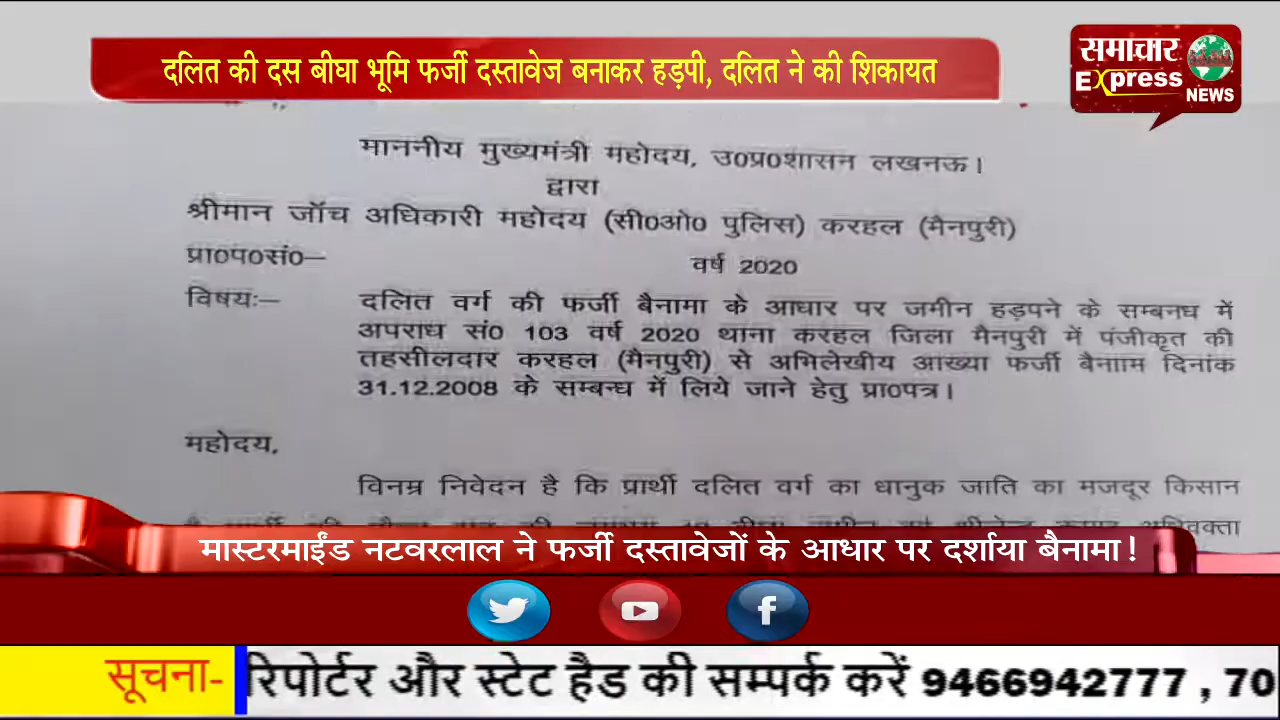 दलित की दस बीघा भूमि फर्जी दस्तावेज बनाकर हड़पी, दलित ने की शिकायत
समाचार
Express
NEWS
माननीय मुख्यमंत्री महोदय, उ0प्र0शासन लखनऊ।
द्वारा
श्रीमान जॉच अधिकारी महोदय (सी0ओ0 पुलिस) करहल (मैनपुरी)
प्रा0प0सं0— वर्ष 2020
विषयः— दलित वर्ग की फर्जी बैनामा के आधार पर जमीन हड़पने के सम्बनध में
अपराध सं0 103 वर्ष 2020 थाना करहल जिला मैनपुरी में पंजीकृत की
तहसीलदार करहल (मैनपुरी) से अभिलेखीय आख्या फर्जी बैनााम दिनांक
31.12.2008 के सम्बन्ध में लिये जाने हेतु प्रा0पत्र।
महोदय,
विनम्र निवेदन है कि प्रार्थी दलित वर्ग का धानुक जाति का मजदूर किसान
मास्टरमाईंड नटवरलाल ने फर्जी दस्तावेजों के आधार पर दर्शाया बैनामा!
सूचना- रिपोर्टर और स्टेट हैड की सम्पर्क करें 9466942777 , 70